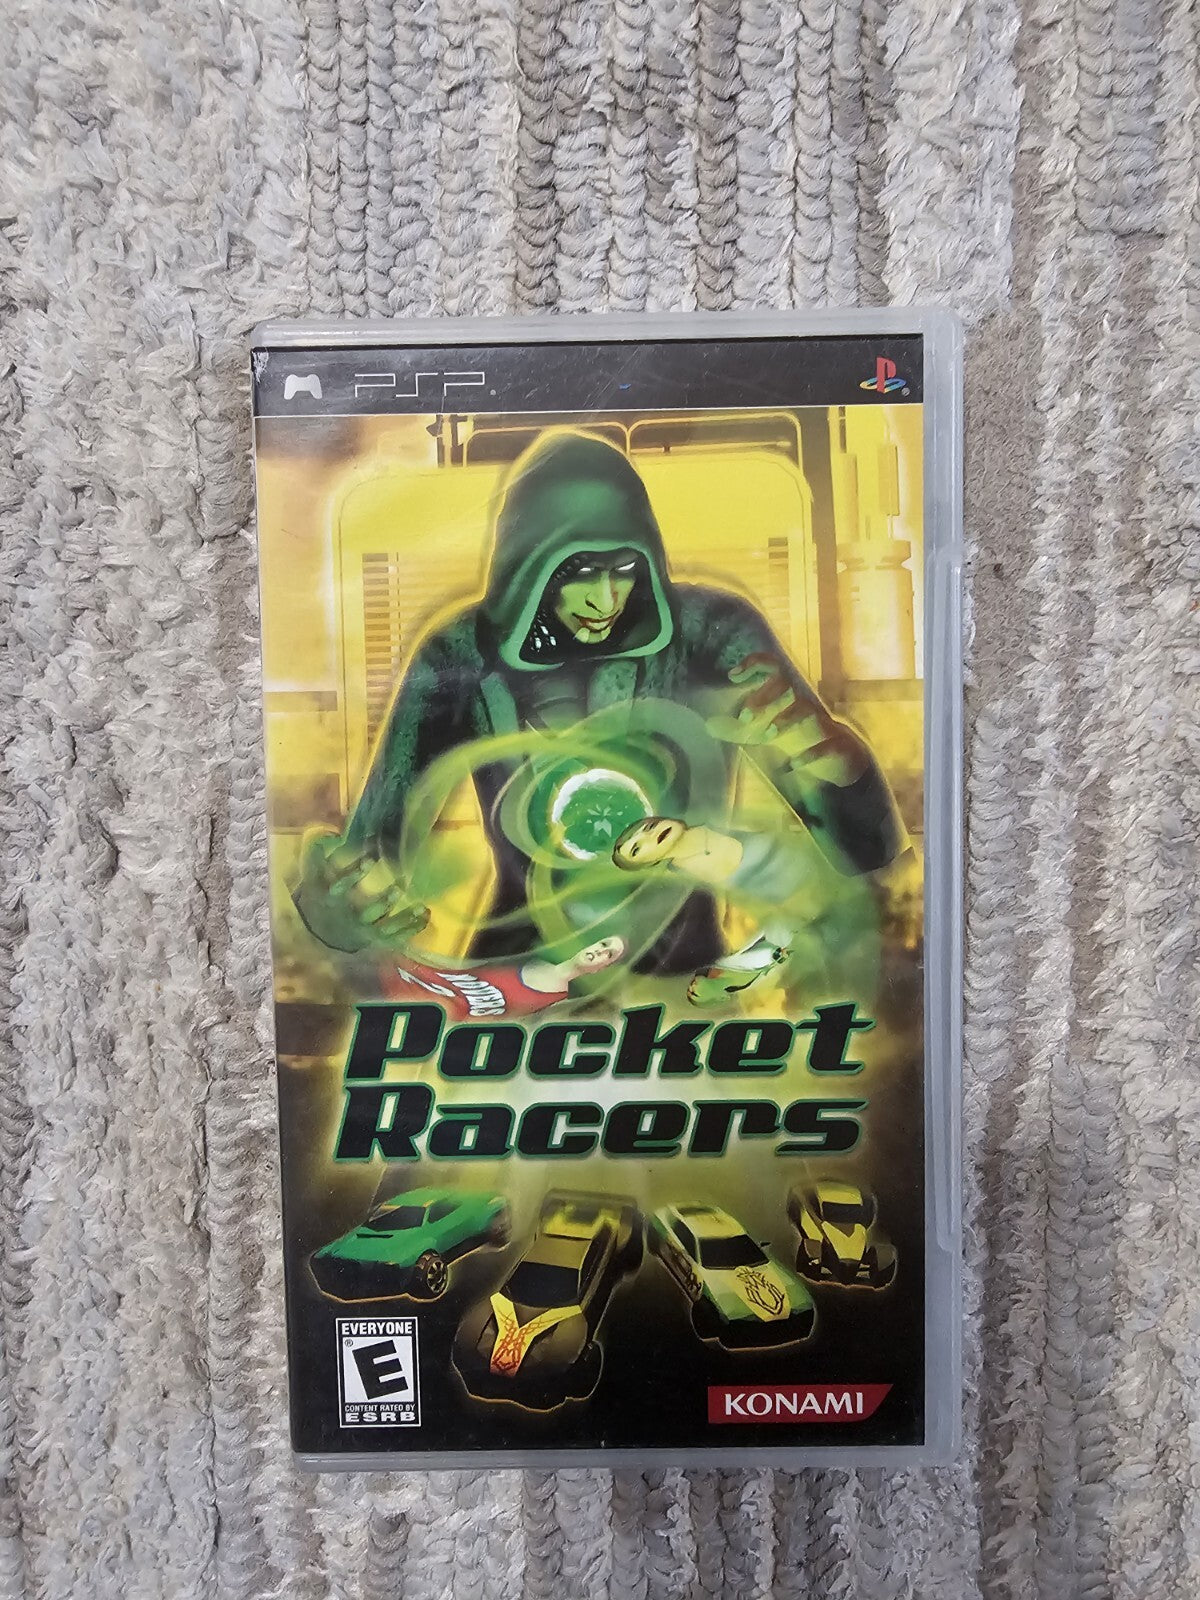 PSP.
®
Pocket
Racers
EVERYONE
®
E
CONTENT RATED BY
ESRB
KONAMI